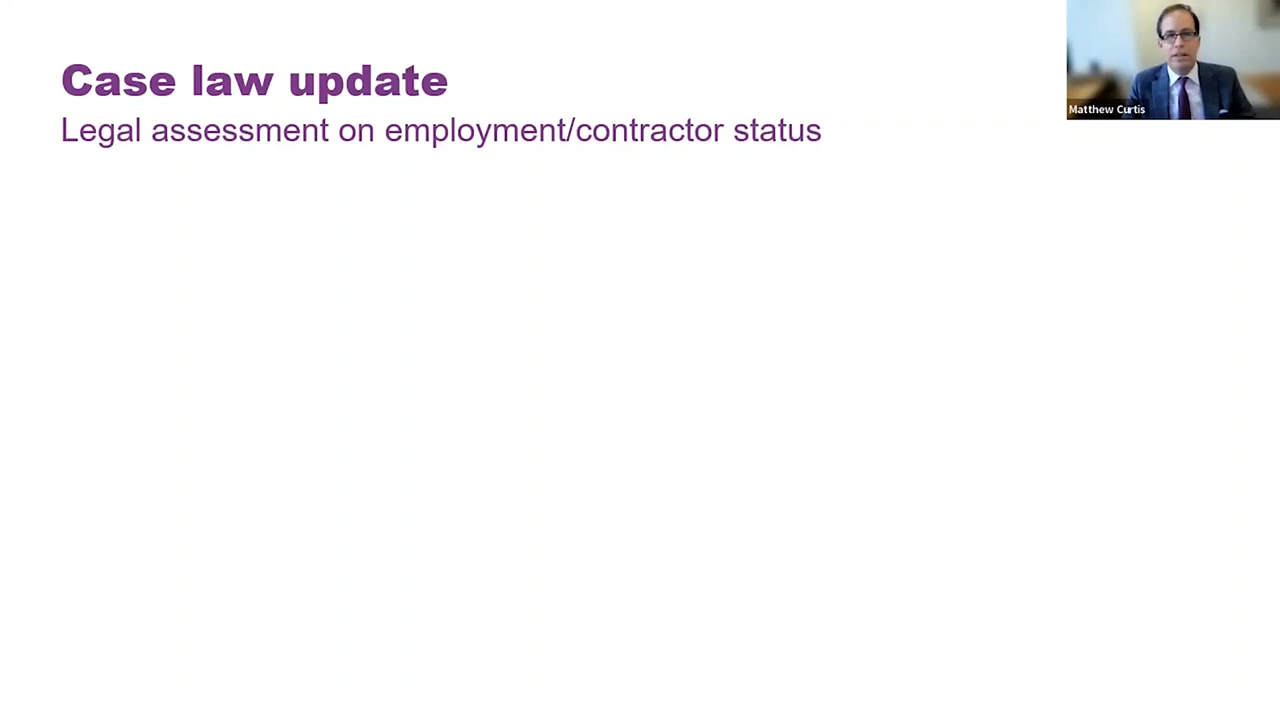 Case law update
Legal assessment on employment/contractor status
Matthew Curtis